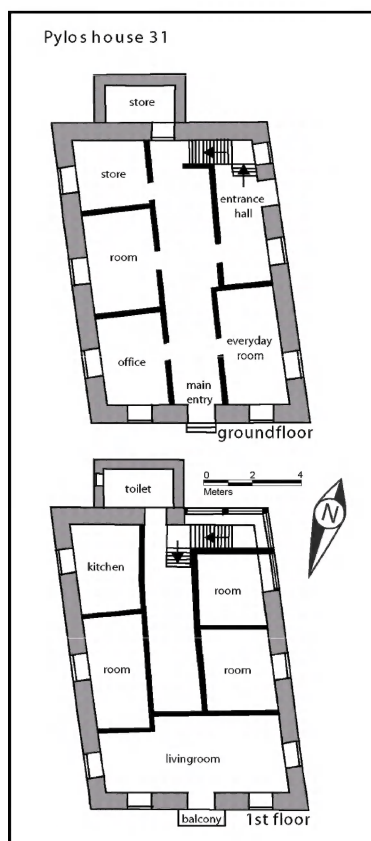 Pylos house 31
store
store
entrance
hall
room
office
everyday
room
main
entry
groundfloor
0 2 4
Meters
N
toilet
kitchen
room
room
room
livingroom
balcony
1st floor